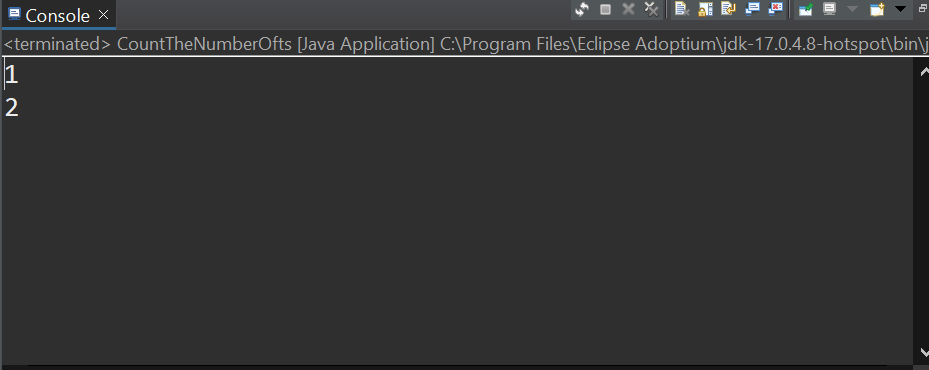 Console
<terminated> CountTheNumberOfts [Java Application] C:\Program Files\Eclipse Adoptium\jdk-17.0.4.8-hotspot\bin\j
1
2